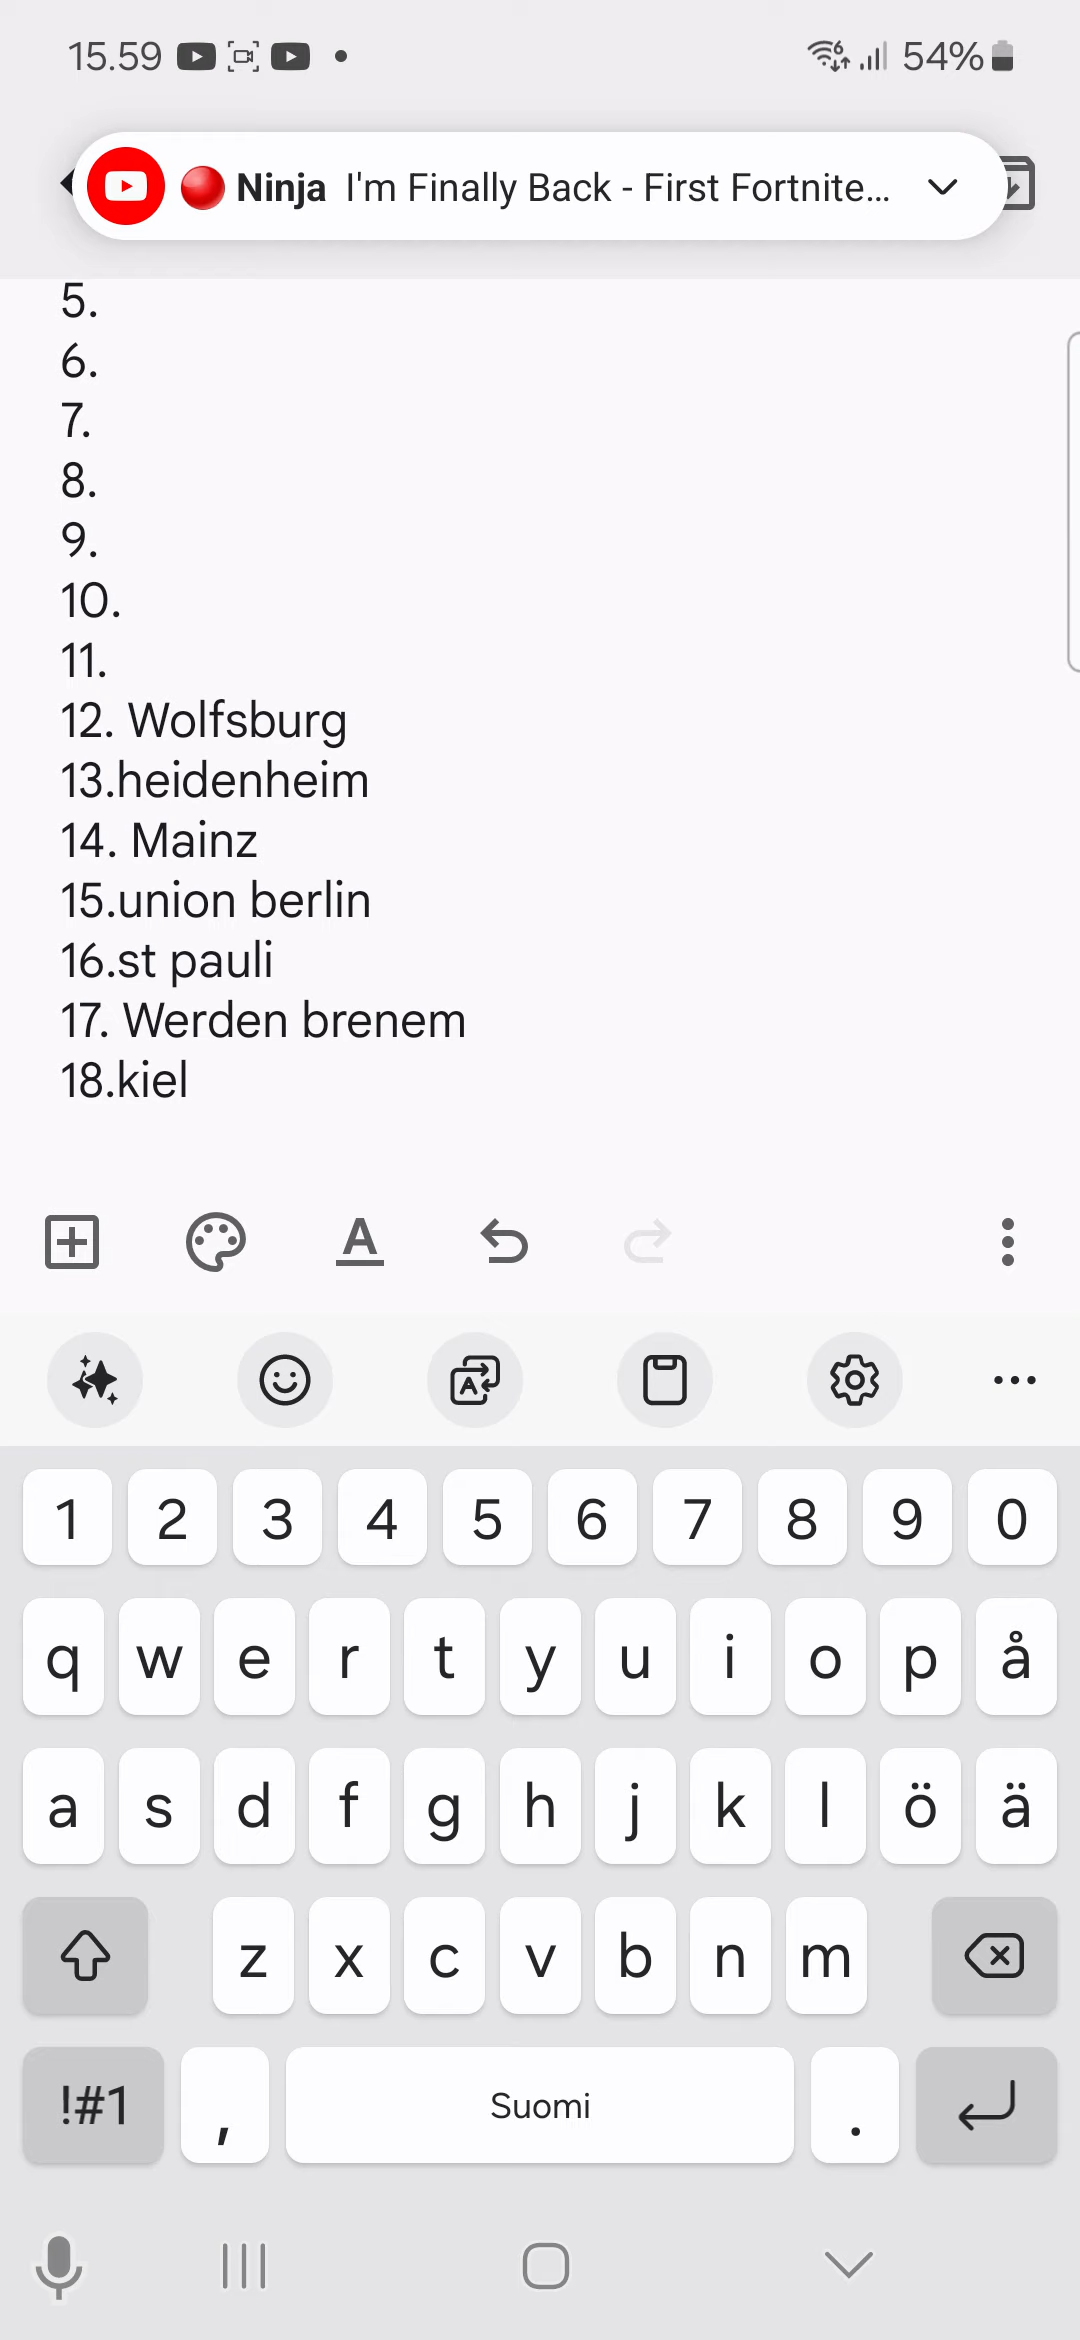 15.59 54%
Ninja I'm Finally Back - First Fortnite...
5.
6.
7.
8.
9.
10.
11.
12. Wolfsburg
13.heidenheim
14. Mainz
15.union berlin
16.st pauli
17. Werden brenem
18.kiel
A
1 2 3 4 5 6 7 8 9 0
q w e r t y u i o p å
a s d f g h j k l ö ä
z x c v b n m
!#1 , Suomi .